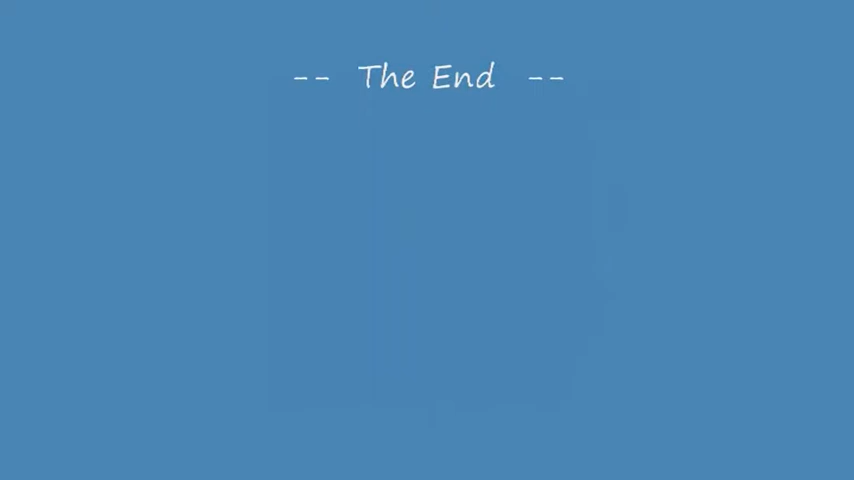 -- The End --